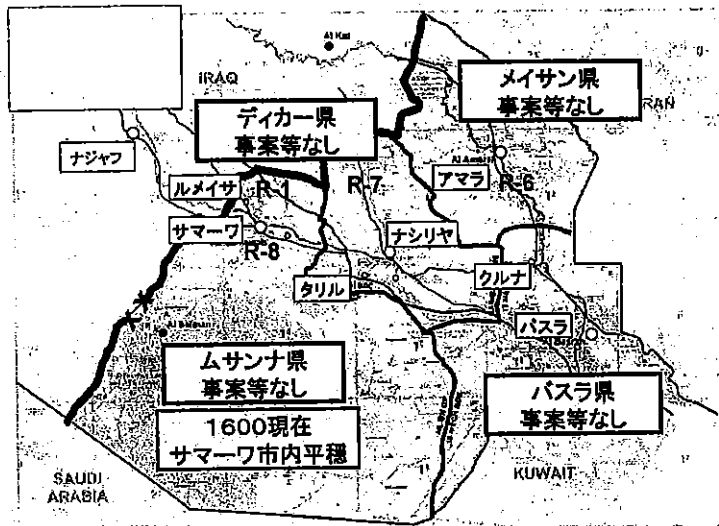 Al Kut
IRAQ
メイサン県
事案等なし
ディカー県
事案等なし
ナジャフ
ルメイサ
R-1
R-7
アマラ
R-6
サマーワ
R-8
ナシリヤ
クルナ
タリル
バスラ
ムサンナ県
事案等なし
バスラ県
事案等なし
1600現在
サマーワ市内平穏
SAUDI
ARABIA
KUWAIT